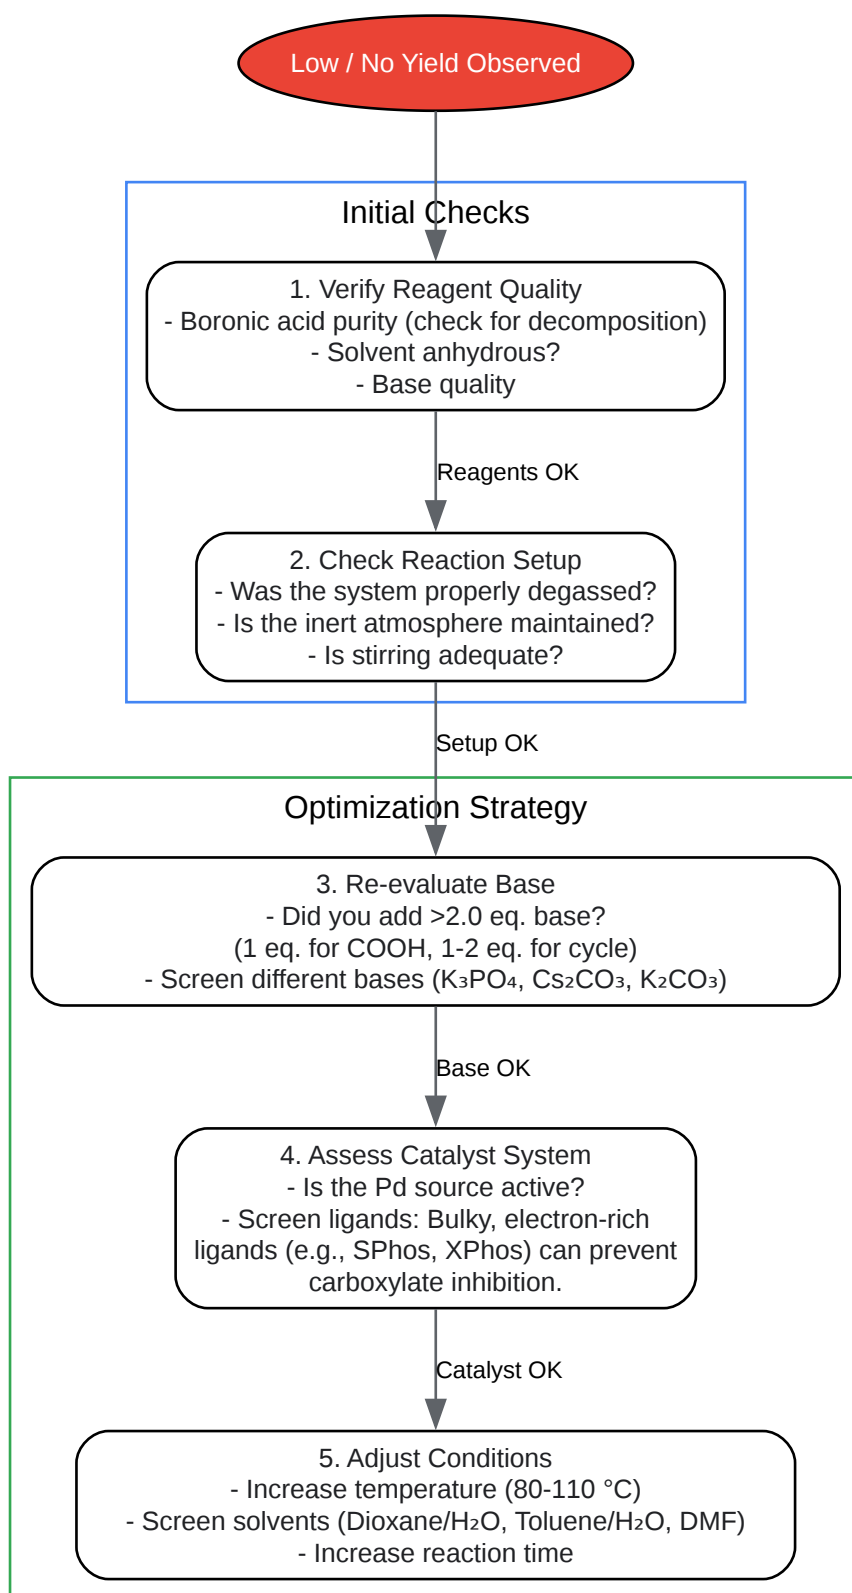 Low / No Yield Observed
Initial Checks
1. Verify Reagent Quality
- Boronic acid purity (check for decomposition)
- Solvent anhydrous?
- Base quality
Reagents OK
2. Check Reaction Setup
- Was the system properly degassed?
- Is the inert atmosphere maintained?
- Is stirring adequate?
Setup OK
Optimization Strategy
3. Re-evaluate Base
- Did you add >2.0 eq. base?
(1 eq. for COOH, 1-2 eq. for cycle)
- Screen different bases (K₃PO₄, Cs₂CO₃, K₂CO₃)
Base OK
4. Assess Catalyst System
- Is the Pd source active?
- Screen ligands: Bulky, electron-rich
ligands (e.g., SPhos, XPhos) can prevent
carboxylate inhibition.
Catalyst OK
5. Adjust Conditions
- Increase temperature (80-110 °C)
- Screen solvents (Dioxane/H₂O, Toluene/H₂O, DMF)
- Increase reaction time